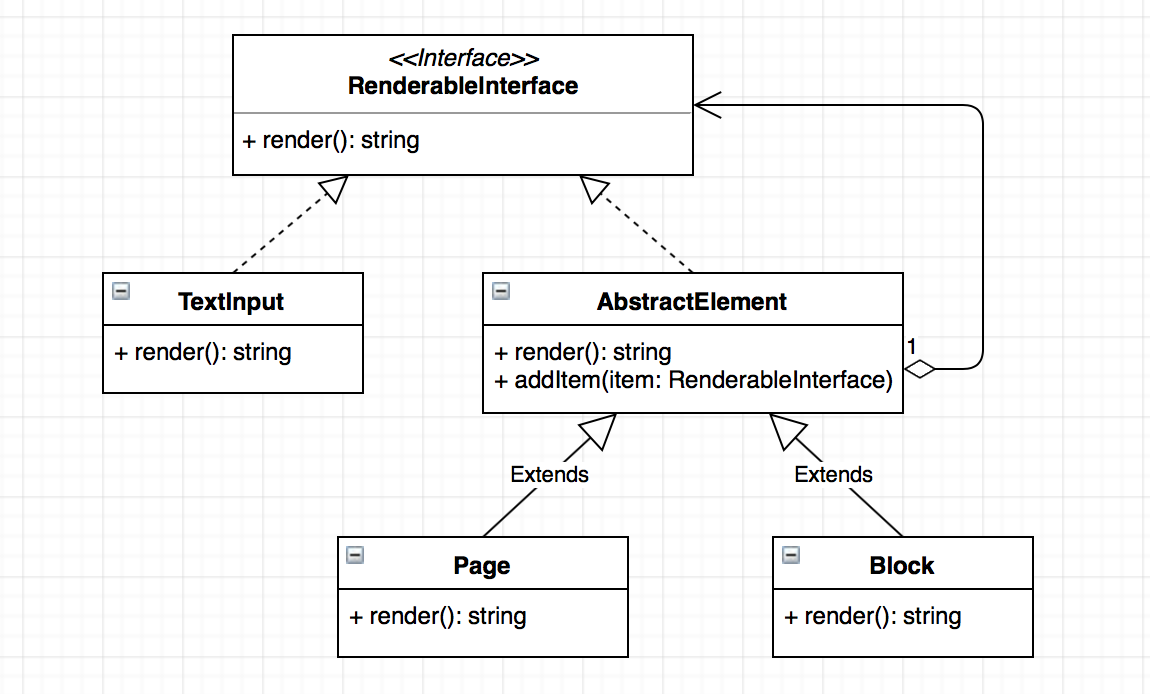 <<Interface>>
RenderableInterface
+ render(): string
TextInput
+ render(): string
AbstractElement
+ render(): string
+ addItem(item: RenderableInterface)
1
Extends
Extends
Page
+ render(): string
Block
+ render(): string